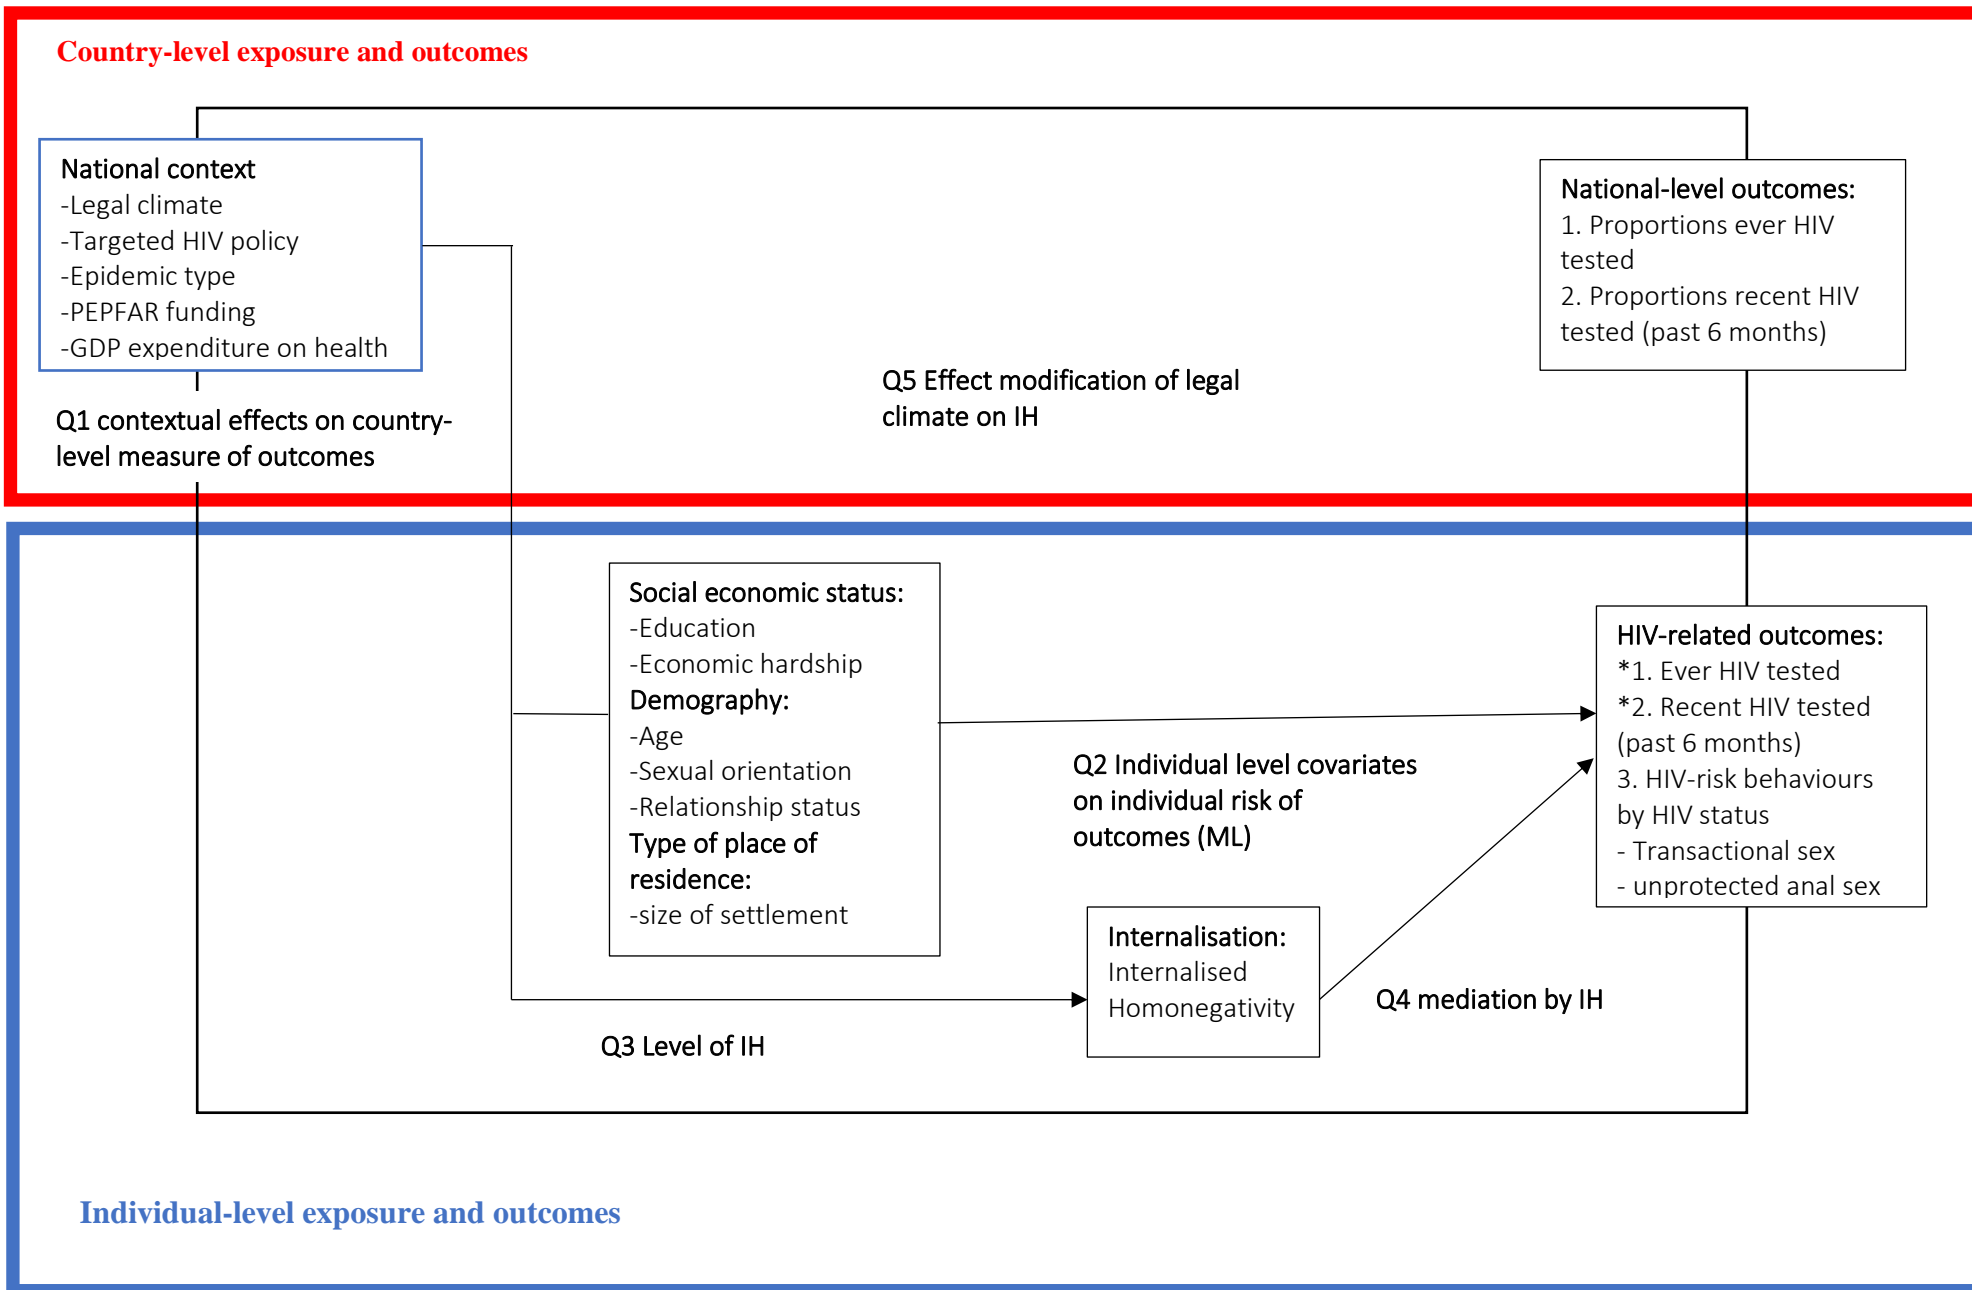 Country-level exposure and outcomes
National context
-Legal climate
-Targeted HIV policy
-Epidemic type
-PEPFAR funding
-GDP expenditure on health
National-level outcomes:
1. Proportions ever HIV
tested
2. Proportions recent HIV
tested (past 6 months)
Q5 Effect modification of legal
climate on IH
Q1 contextual effects on country-
level measure of outcomes
Social economic status:
-Education
-Economic hardship
Demography:
-Age
-Sexual orientation
-Relationship status
Type of place of
residence:
-size of settlement
Q2 Individual level covariates
on individual risk of
outcomes (ML)
HIV-related outcomes:
*1. Ever HIV tested
*2. Recent HIV tested
(past 6 months)
3. HIV-risk behaviours
by HIV status
- Transactional sex
- unprotected anal sex
Internalisation:
Internalised
Homonegativity
Q4 mediation by IH
Q3 Level of IH
Individual-level exposure and outcomes